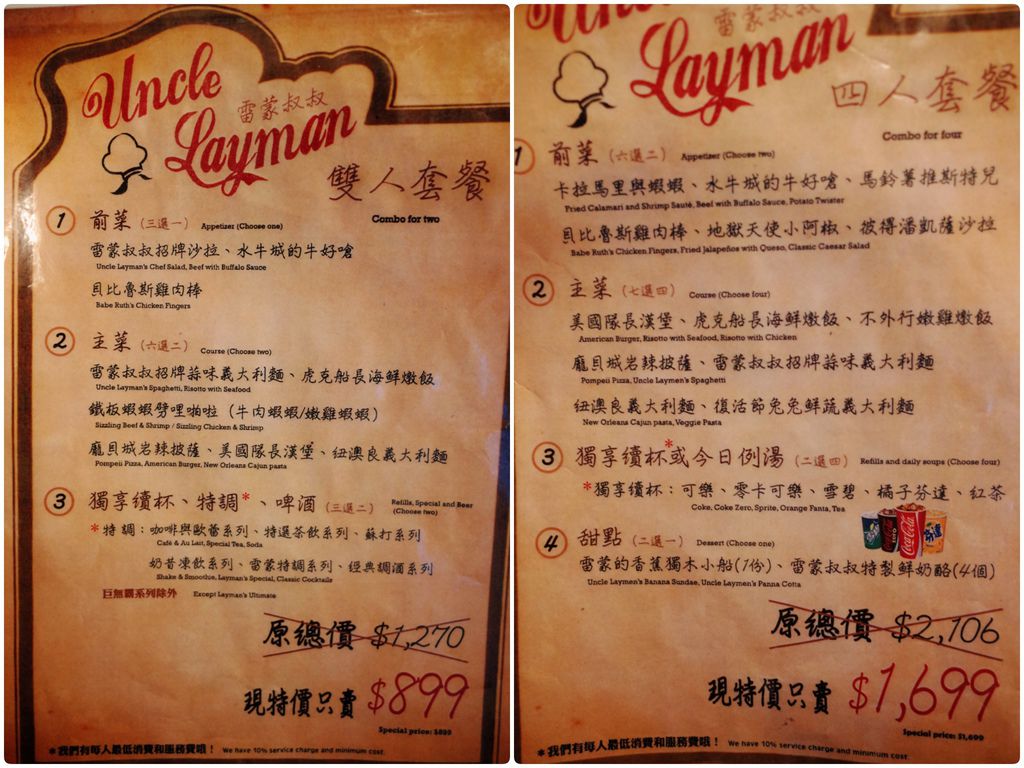 Uncle
雷蒙叔叔
Layman
雙人套餐
Combo for two
1 前菜 (三選一) Appetizer (Choose one)
雷蒙叔叔招牌沙拉、水牛城的牛好嗆
Uncle Layman's Chef Salad, Beef with Buffalo Sauce
貝比魯斯雞肉棒
Babe Ruth's Chicken Fingers
2 主菜 (六選二) Course (Choose two)
雷蒙叔叔招牌蒜味義大利麵、虎克船長海鮮燉飯
Uncle Layman's Spaghetti, Risotto with Seafood
鐵板蝦蝦劈哩啪啦 (牛肉蝦蝦/嫩雞蝦蝦)
Sizzling Beef & Shrimp / Sizzling Chicken & Shrimp
龐貝城岩辣披薩、美國隊長漢堡、紐澳良義大利麵
Pompeii Pizza, American Burger, New Orleans Cajun pasta
3 獨享續杯、特調*、啤酒 (三選二) Refills, Special and Beer
(Choose two)
*特調：咖啡與歐蕾系列、特選茶飲系列、蘇打系列
Café & Au Lait, Special Tea, Soda
奶昔凍飲系列、雷蒙特調系列、經典調酒系列
Shake & Smoothie, Layman's Special, Classic Cocktails
巨無霸系列除外 Except Layman's Ultimate
原總價 $1,270
現特價只賣 $899
Special price: $899
*我們有每人最低消費和服務費哦！ We have 10% service charge and minimum cost.
Uncle
雷蒙叔叔
Layman
四人套餐
Combo for four
1 前菜 (六選二) Appetizer (Choose two)
卡拉馬里與蝦蝦、水牛城的牛好嗆、馬鈴薯推斯特兒
Fried Calamari and Shrimp Sauté, Beef with Buffalo Sauce, Potato Twister
貝比魯斯雞肉棒、地獄天使小阿椒、彼得潘凱薩沙拉
Babe Ruth's Chicken Fingers, Fried Jalapeños with Queso, Classic Caesar Salad
2 主菜 (七選四) Course (Choose four)
美國隊長漢堡、虎克船長海鮮燉飯、不外行嫩雞燉飯
American Burger, Risotto with Seafood, Risotto with Chicken
龐貝城岩辣披薩、雷蒙叔叔招牌蒜味義大利麵
Pompeii Pizza, Uncle Laymen's Spaghetti
紐澳良義大利麵、復活節兔兔鮮蔬義大利麵
New Orleans Cajun pasta, Veggie Pasta
3 獨享續杯*或今日例湯 (二選四) Refills and daily soups (Choose four)
*獨享續杯：可樂、零卡可樂、雪碧、橘子芬達、紅茶
Coke, Coke Zero, Sprite, Orange Fanta, Tea
Coca-Cola
4 甜點 (二選一) Dessert (Choose one)
雷蒙的香蕉獨木小船(1份)、雷蒙叔叔特製鮮奶酪(4個)
Uncle Laymen's Banana Sundae, Uncle Laymen's Panna Cotta
原總價 $2,106
現特價只賣 $1,699
Special price: $1,699
*我們有每人最低消費和服務費哦！ We have 10% service charge and minimum cost